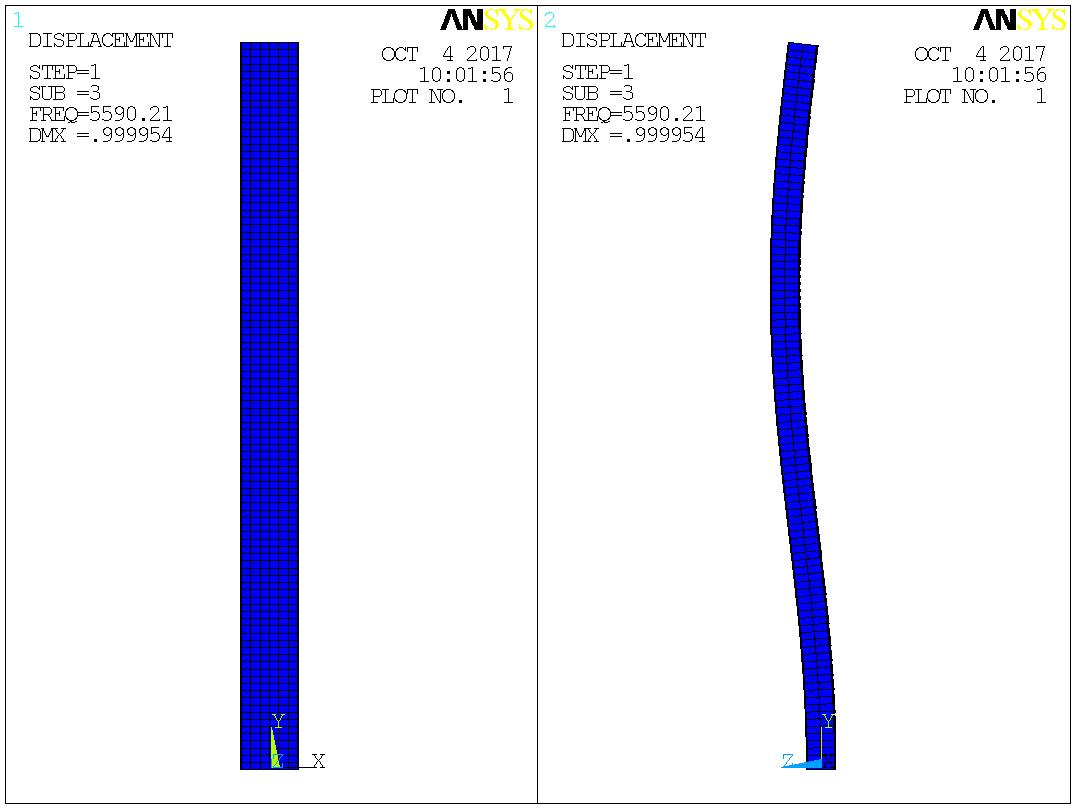 1
ANSYS
DISPLACEMENT
STEP=1
SUB =3
FREQ=5590.21
DMX =.999954
OCT 4 2017
10:01:56
PLOT NO. 1
Y
Z X
2
ANSYS
DISPLACEMENT
STEP=1
SUB =3
FREQ=5590.21
DMX =.999954
OCT 4 2017
10:01:56
PLOT NO. 1
Y
Z X